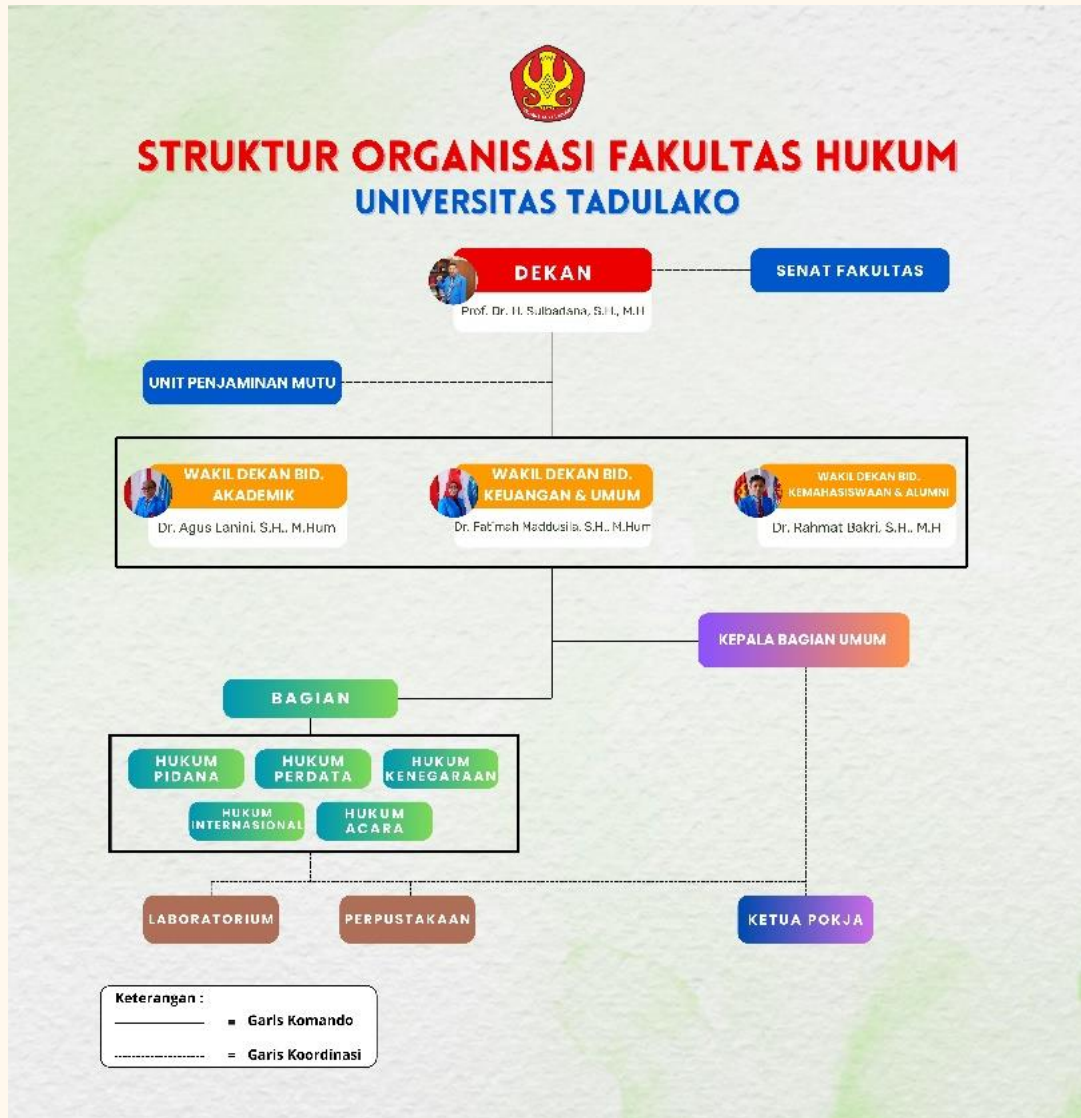 STRUKTUR ORGANISASI FAKULTAS HUKUM
UNIVERSITAS TADULAKO
DEKAN
Prof. Dr. H. Sulbadana, S.H., M.H
SENAT FAKULTAS
UNIT PENJAMINAN MUTU
WAKIL DEKAN BID.
AKADEMIK
Dr. Agus Lanini, S.H., M.Hum
WAKIL DEKAN BID.
KEUANGAN & UMUM
Dr. Fatimah Maddusila, S.H., M.Hum
WAKIL DEKAN BID.
KEMAHASISWAAN & ALUMNI
Dr. Rahmat Bakri, S.H., M.H
KEPALA BAGIAN UMUM
BAGIAN
HUKUM
PIDANA
HUKUM
PERDATA
HUKUM
KENEGARAAN
HUKUM
INTERNASIONAL
HUKUM
ACARA
LABORATORIUM
PERPUSTAKAAN
KETUA POKJA
Keterangan :
= Garis Komando
= Garis Koordinasi